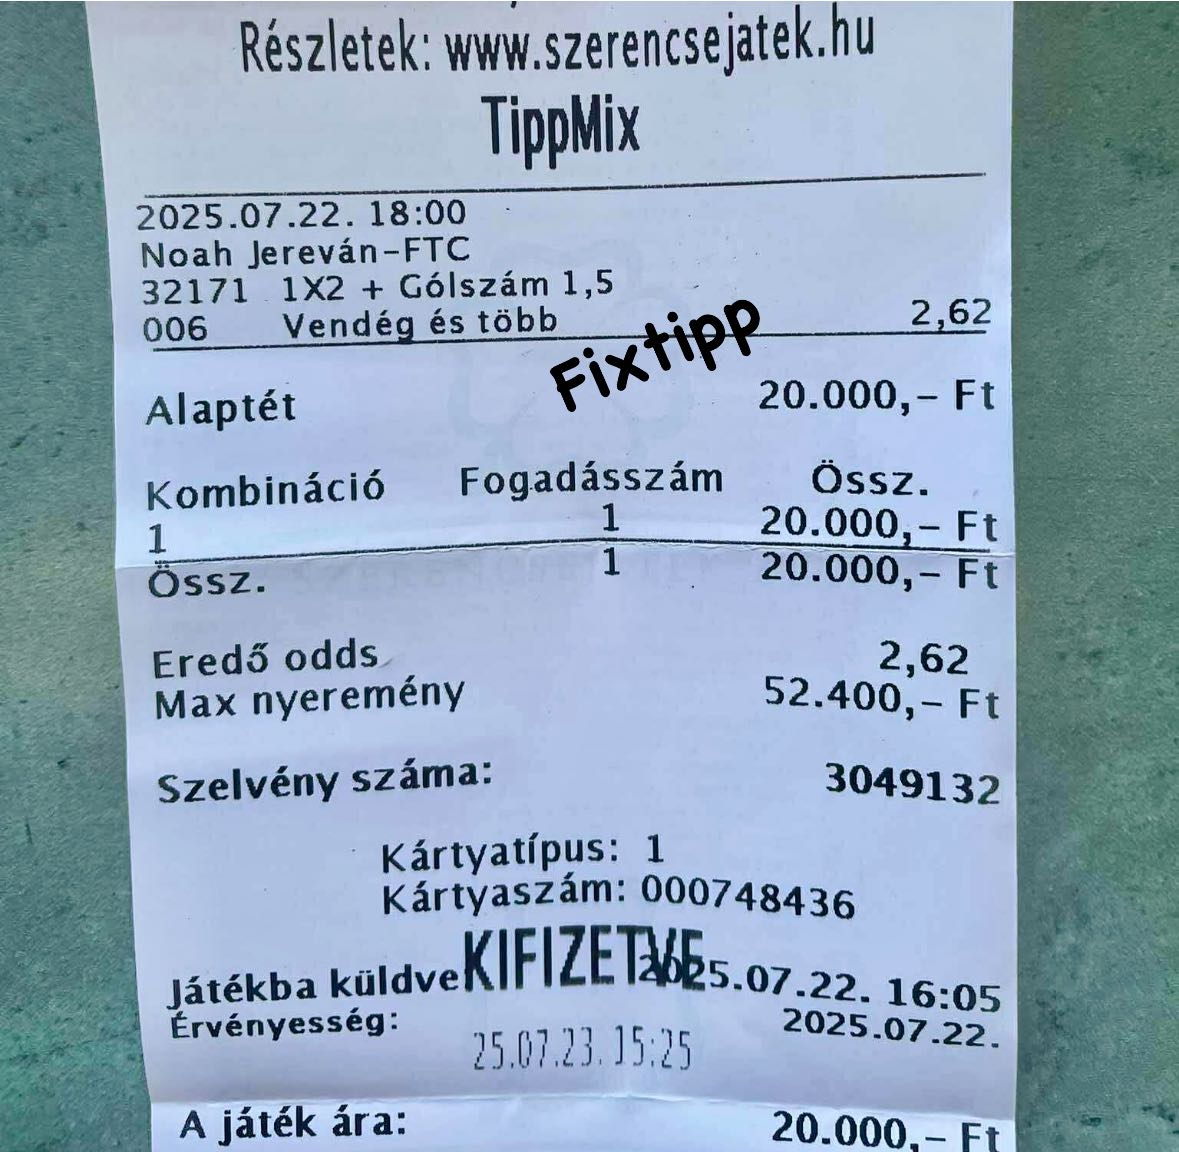 Részletek: www.szerencsejatek.hu
TippMix
2025.07.22. 18:00
Noah Jereván-FTC
32171 1X2 + Gólszám 1,5
006 Vendég és több 2,62
Fixtipp
Alaptét 20.000,- Ft
Kombináció Fogadásszám Össz.
1 1 20.000,- Ft
Össz. 1 20.000,- Ft
Eredő odds 2,62
Max nyeremény 52.400,- Ft
Szelvény száma: 3049132
Kártyatípus: 1
Kártyaszám: 000748436
KIFIZETVE
Játékba küldve 2025.07.22. 16:05
Érvényesség: 2025.07.22.
25.07.23. 15:25
A játék ára: 20.000,- Ft